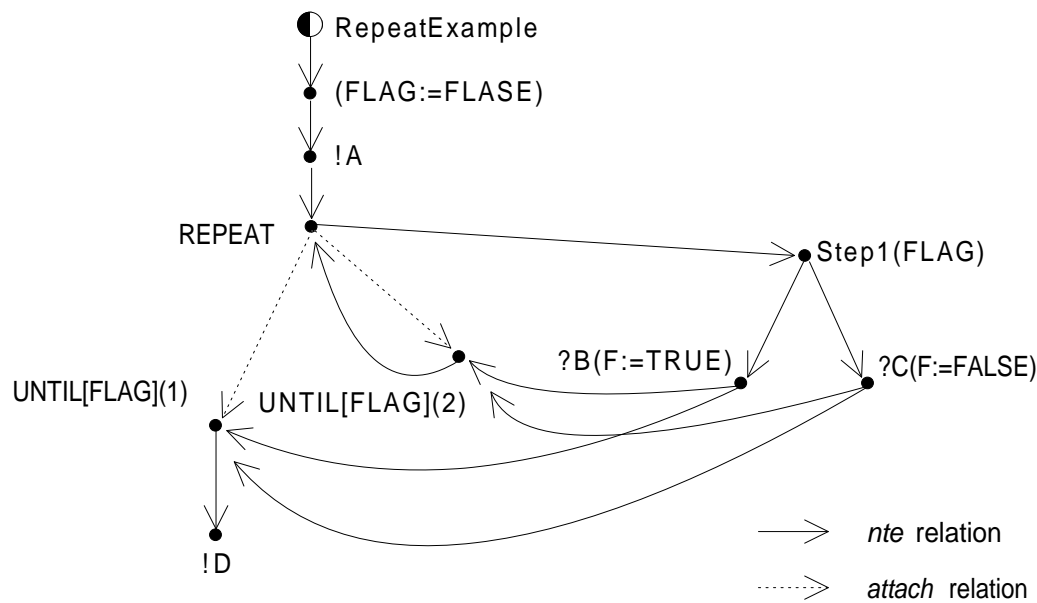 RepeatExample
(FLAG:=FLASE)
!A
REPEAT
Step1(FLAG)
?B(F:=TRUE)
?C(F:=FALSE)
UNTIL[FLAG](1)
UNTIL[FLAG](2)
!D
nte relation
attach relation